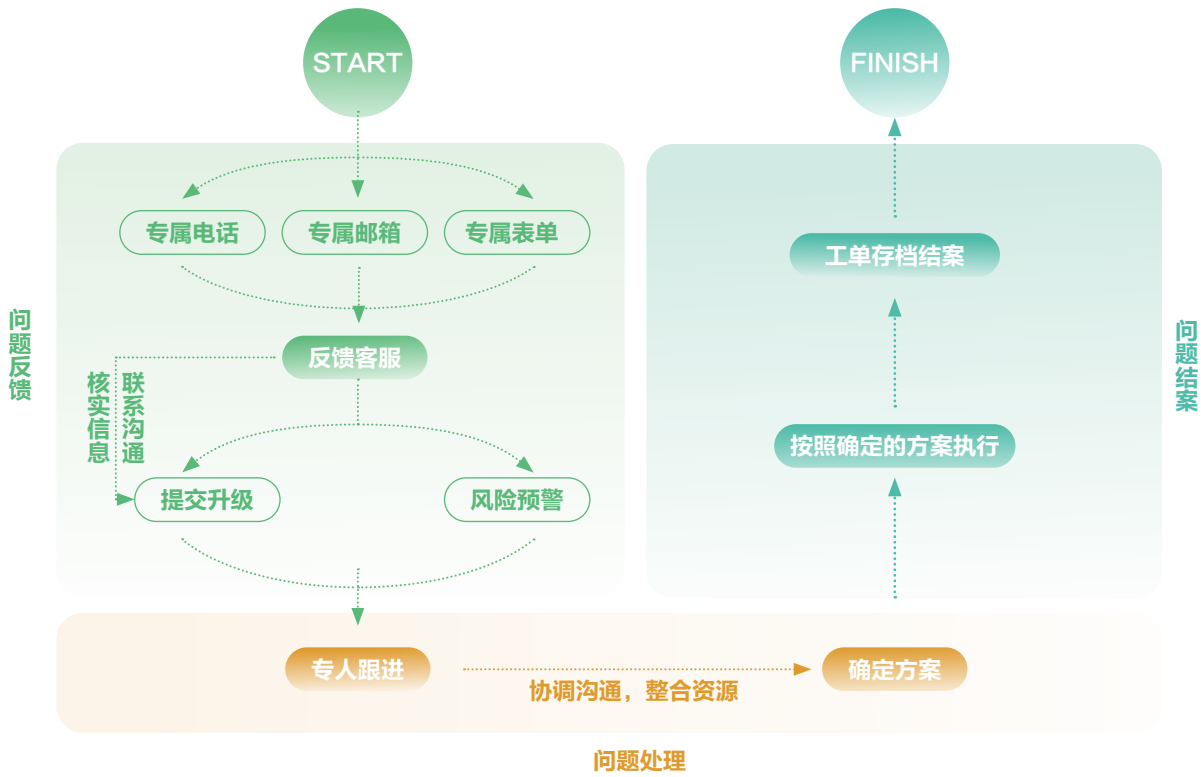 START
FINISH
专属电话
专属邮箱
专属表单
反馈客服
联系沟通
核实信息
提交升级
风险预警
问题反馈
专人跟进
协调沟通，整合资源
确定方案
问题处理
工单存档结案
按照确定的方案执行
问题结案